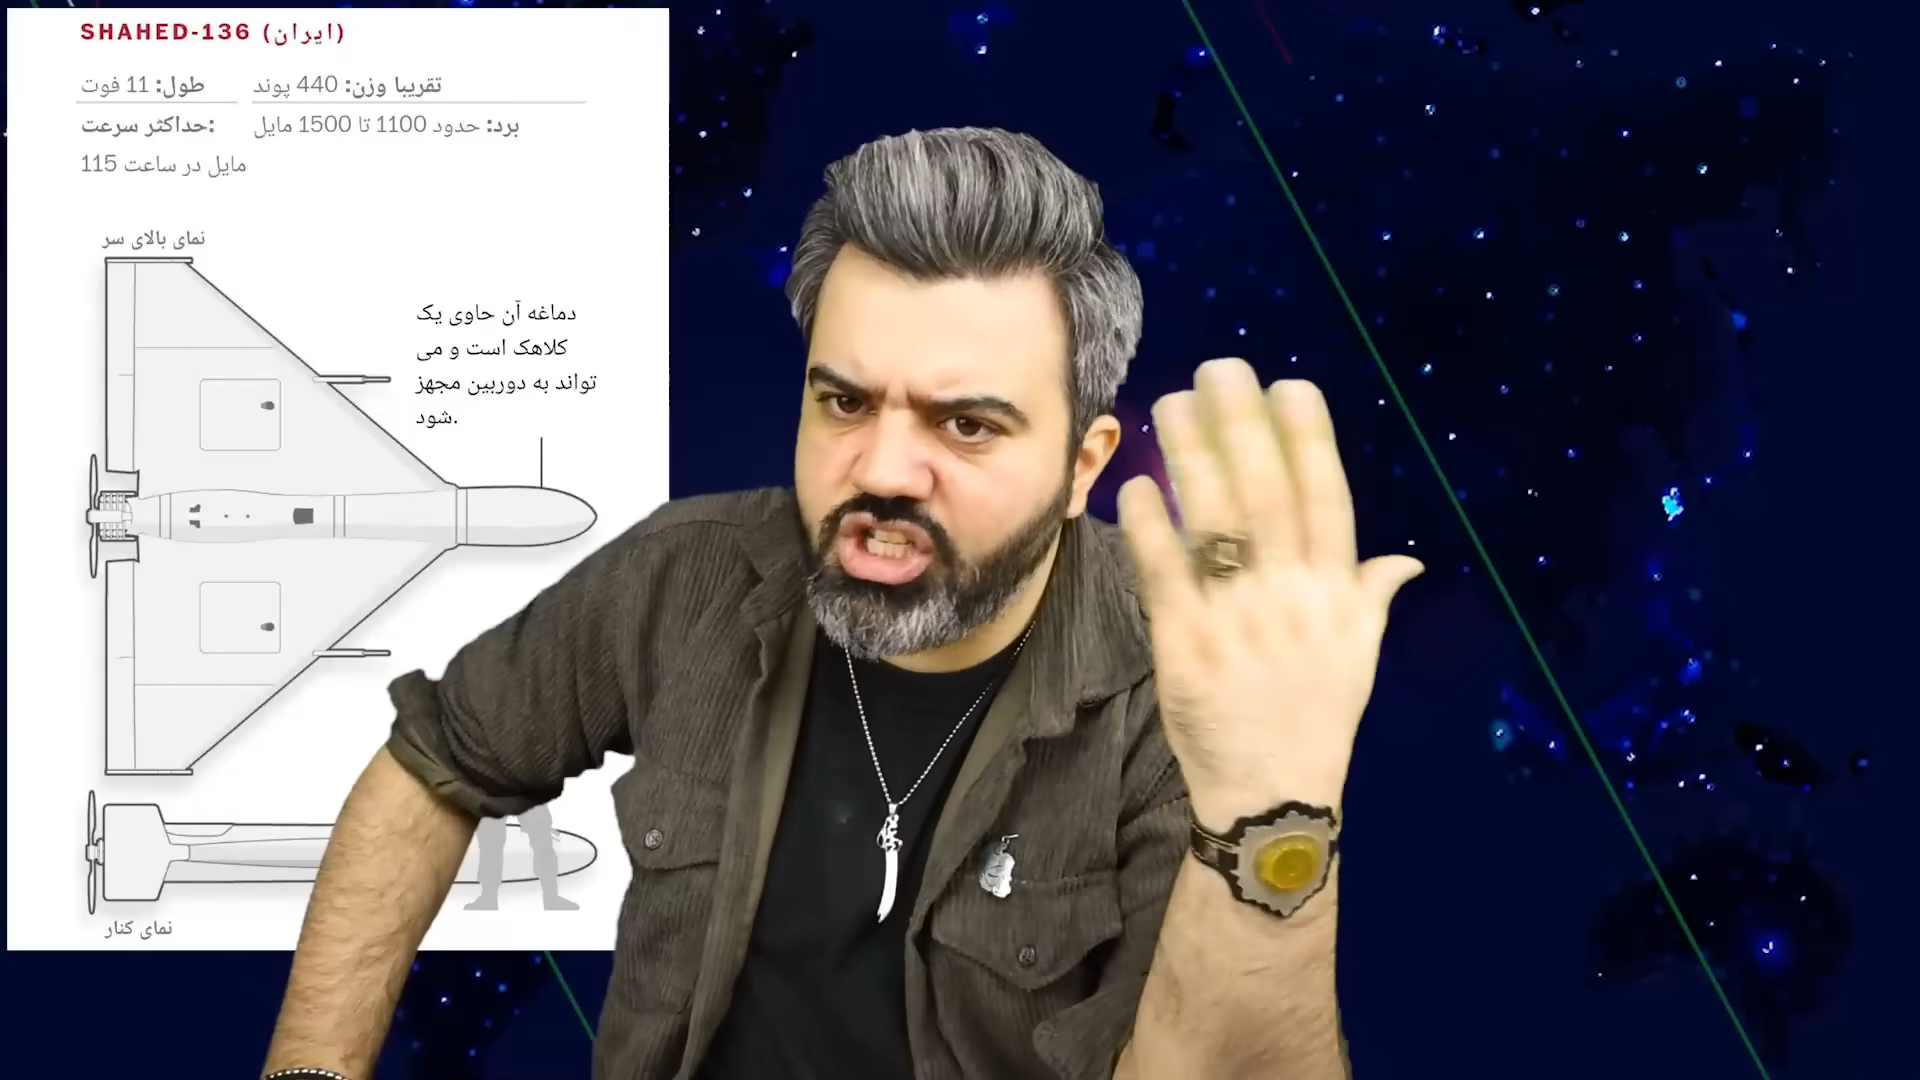 SHAHED-136 (ایران)
طول: 11 فوت
تقریبا وزن: 440 پوند
حداکثر سرعت:
115 مایل در ساعت
برد: حدود 1100 تا 1500 مایل
نمای بالای سر
دماغه آن حاوی یک
کلاهک است و می
تواند به دوربین مجهز
شود.
نمای کنار